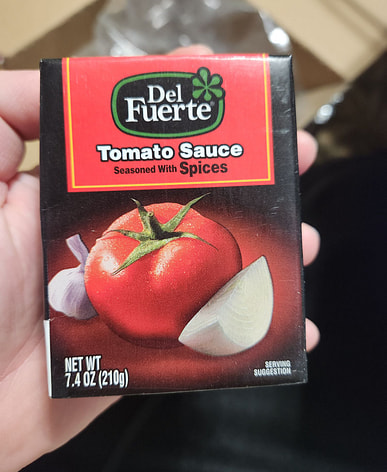 Del
Fuerte
Tomato Sauce
Seasoned With Spices
NET WT
7.4 OZ (210g)
SERVING
SUGGESTION